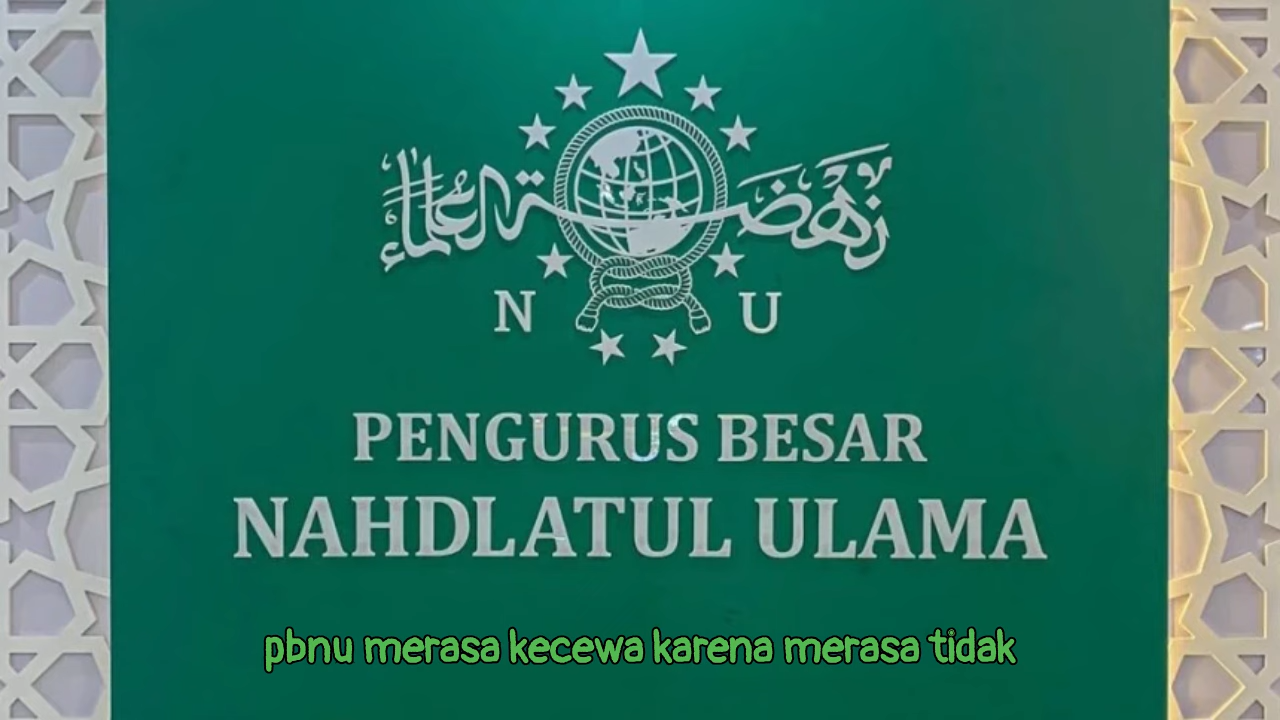 نهضة العلماء
N U
PENGURUS BESAR
NAHDLATUL ULAMA
pbnu merasa kecewa karena merasa tidak